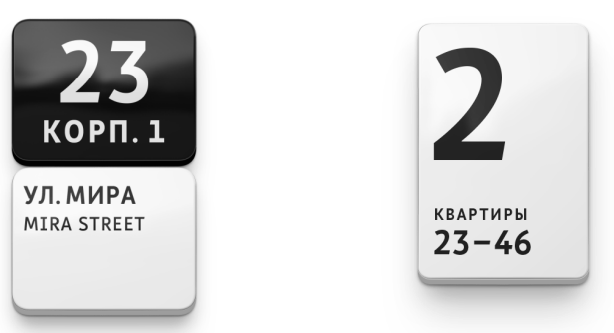 23
КОРП. 1
УЛ. МИРА
MIRA STREET
2
КВАРТИРЫ
23–46